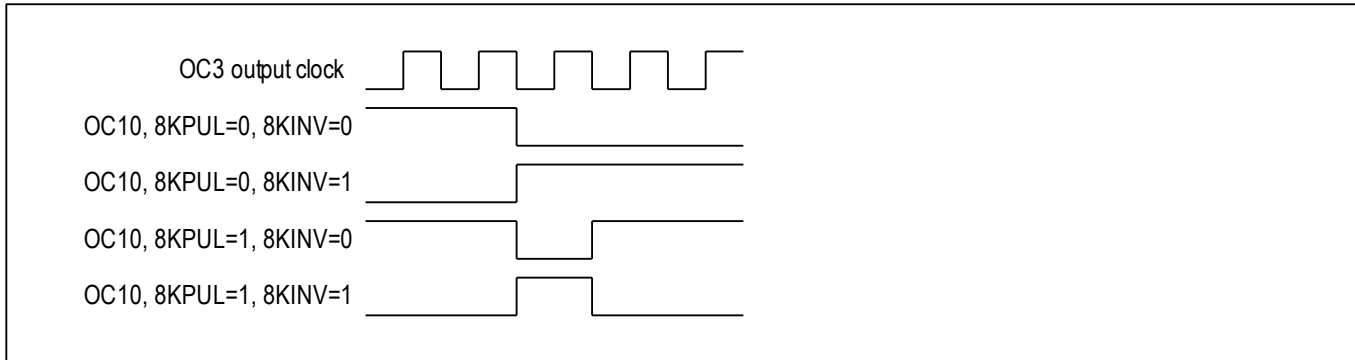 OC3 output clock
OC10, 8KPUL=0, 8KINV=0
OC10, 8KPUL=0, 8KINV=1
OC10, 8KPUL=1, 8KINV=0
OC10, 8KPUL=1, 8KINV=1